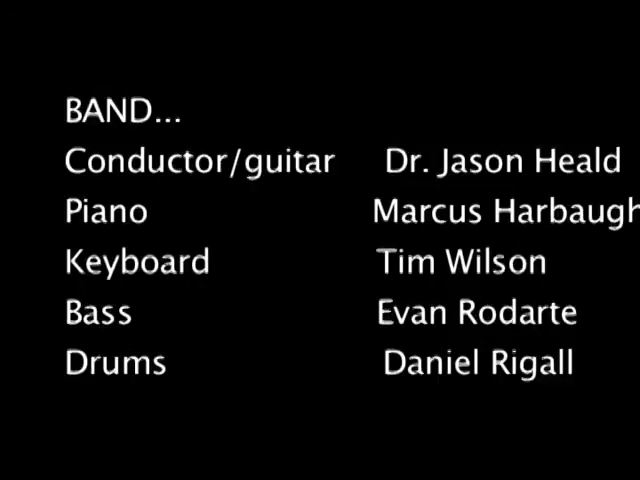 BAND...
Conductor/guitar Dr. Jason Heald
Piano Marcus Harbaugh
Keyboard Tim Wilson
Bass Evan Rodarte
Drums Daniel Rigall